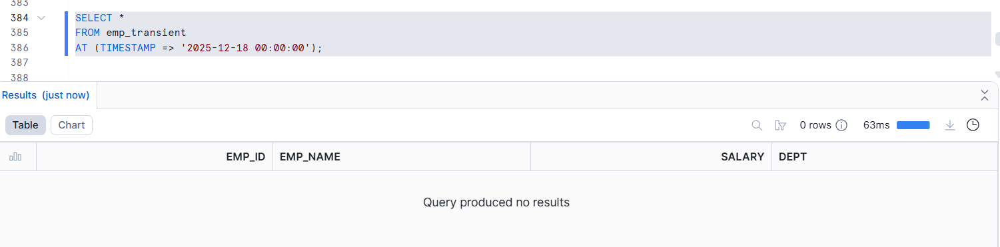 383
384 SELECT *
385 FROM emp_transient
386 AT (TIMESTAMP => '2025-12-18 00:00:00');
387
388
Results (just now)
Table Chart 0 rows 63ms
EMP_ID EMP_NAME SALARY DEPT
Query produced no results